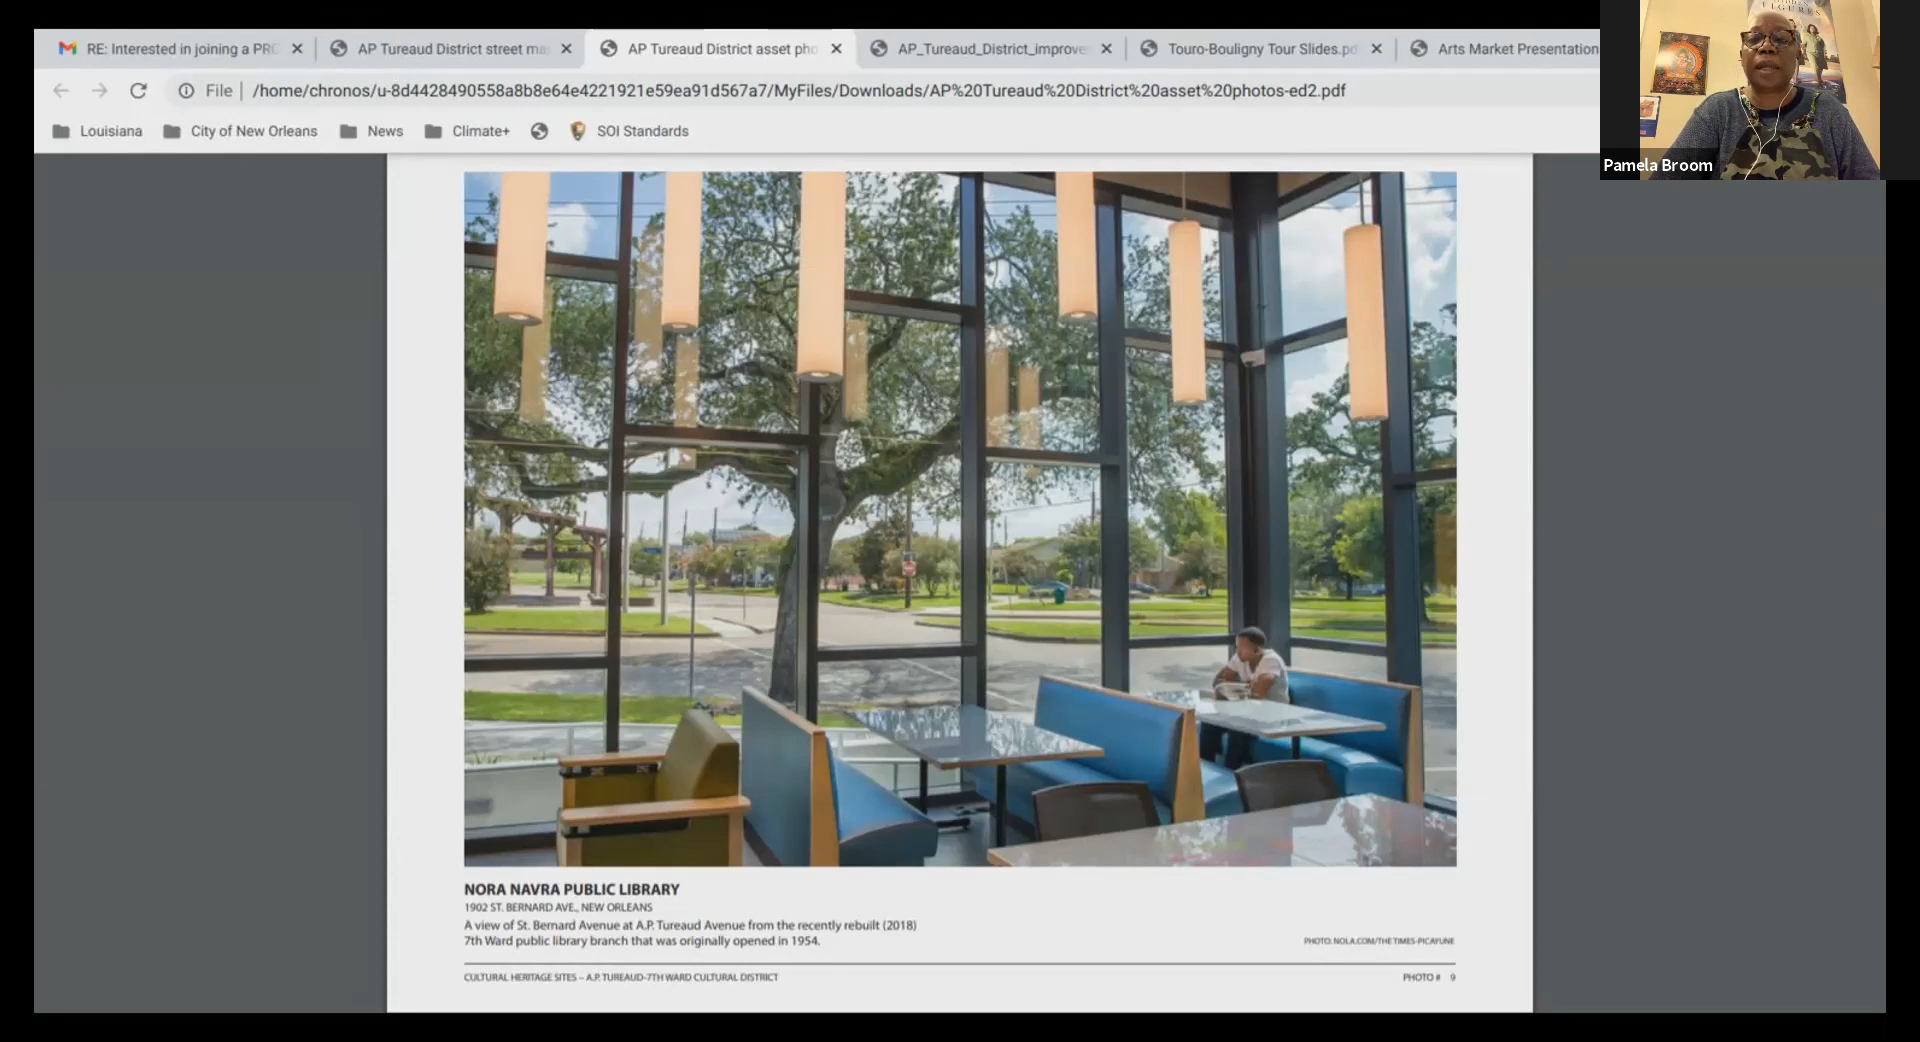 RE: Interested in joining a PRC
AP Tureaud District street ma
AP Tureaud District asset pho
AP_Tureaud_District_improve
Touro-Bouligny Tour Slides.pd
Arts Market Presentation
File
/home/chronos/u-8d4428490558a8b8e64e4221921e59ea91d567a7/MyFiles/Downloads/AP%20Tureaud%20District%20asset%20photos-ed2.pdf
Louisiana
City of New Orleans
News
Climate+
SOI Standards
FIGURES
Pamela Broom
NORA NAVRA PUBLIC LIBRARY
1902 ST. BERNARD AVE., NEW ORLEANS
A view of St. Bernard Avenue at A.P. Tureaud Avenue from the recently rebuilt (2018)
7th Ward public library branch that was originally opened in 1954.
PHOTO: NOLA.COM/THE TIMES-PICAYUNE
CULTURAL HERITAGE SITES – A.P. TUREAUD-7TH WARD CULTURAL DISTRICT
PHOTO # 9